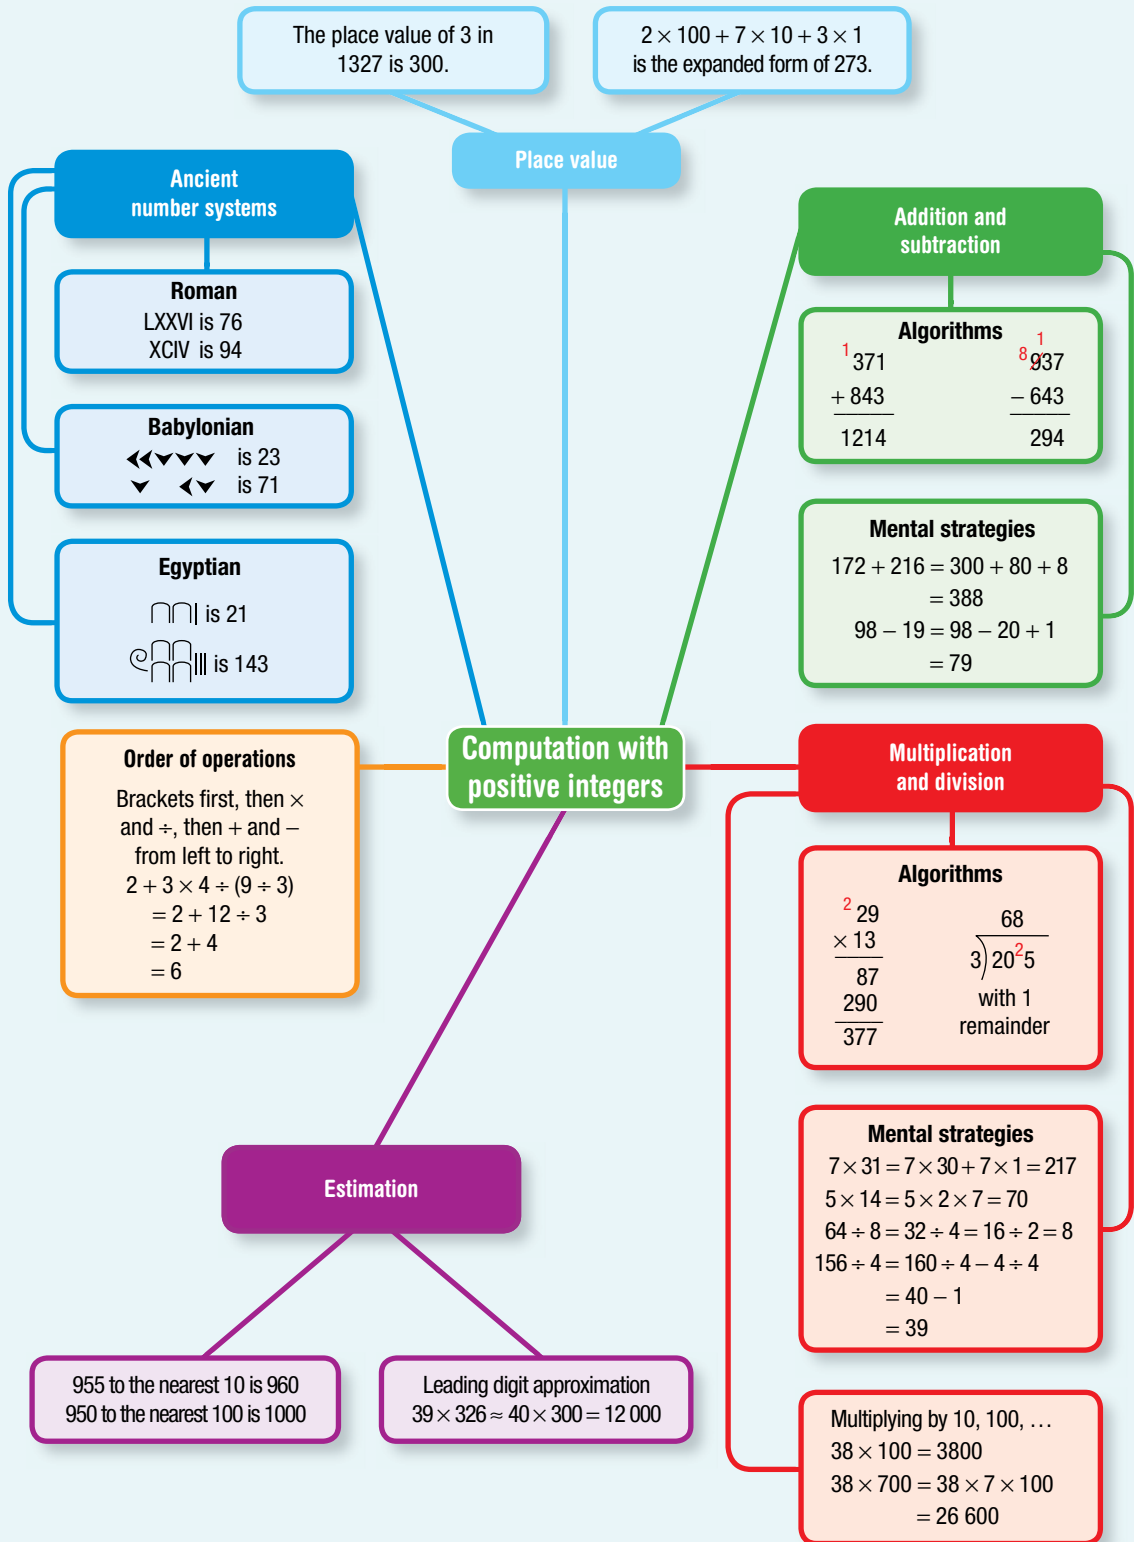 The place value of 3 in
1327 is 300.
2 × 100 + 7 × 10 + 3 × 1
is the expanded form of 273.
Place value
Ancient
number systems
Roman
LXXVI is 76
XCIV is 94
Babylonian
is 23
is 71
Egyptian
is 21
is 143
Addition and
subtraction
Algorithms
1
371
+ 843
1214
1
8 937
− 643
294
Mental strategies
172 + 216 = 300 + 80 + 8
= 388
98 − 19 = 98 − 20 + 1
= 79
Order of operations
Brackets first, then ×
and ÷, then + and −
from left to right.
2 + 3 × 4 ÷ (9 ÷ 3)
= 2 + 12 ÷ 3
= 2 + 4
= 6
Computation with
positive integers
Multiplication
and division
Algorithms
2
29
× 13
87
290
377
68
3)20²5
with 1
remainder
Mental strategies
7 × 31 = 7 × 30 + 7 × 1 = 217
5 × 14 = 5 × 2 × 7 = 70
64 ÷ 8 = 32 ÷ 4 = 16 ÷ 2 = 8
156 ÷ 4 = 160 ÷ 4 − 4 ÷ 4
= 40 − 1
= 39
Estimation
955 to the nearest 10 is 960
950 to the nearest 100 is 1000
Leading digit approximation
39 × 326 ≈ 40 × 300 = 12 000
Multiplying by 10, 100, …
38 × 100 = 3800
38 × 700 = 38 × 7 × 100
= 26 600